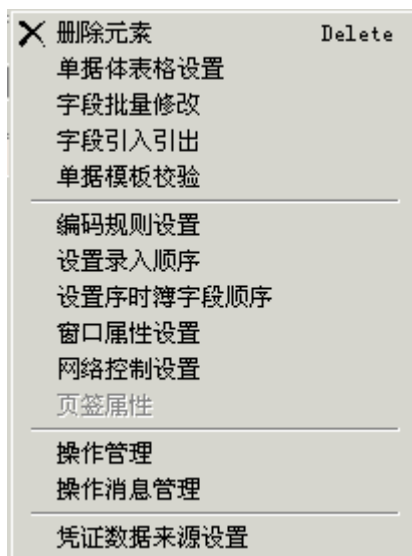 删除元素 Delete
单据体表格设置
字段批量修改
字段引入引出
单据模板校验
编码规则设置
设置录入顺序
设置序时簿字段顺序
窗口属性设置
网络控制设置
页签属性
操作管理
操作消息管理
凭证数据来源设置